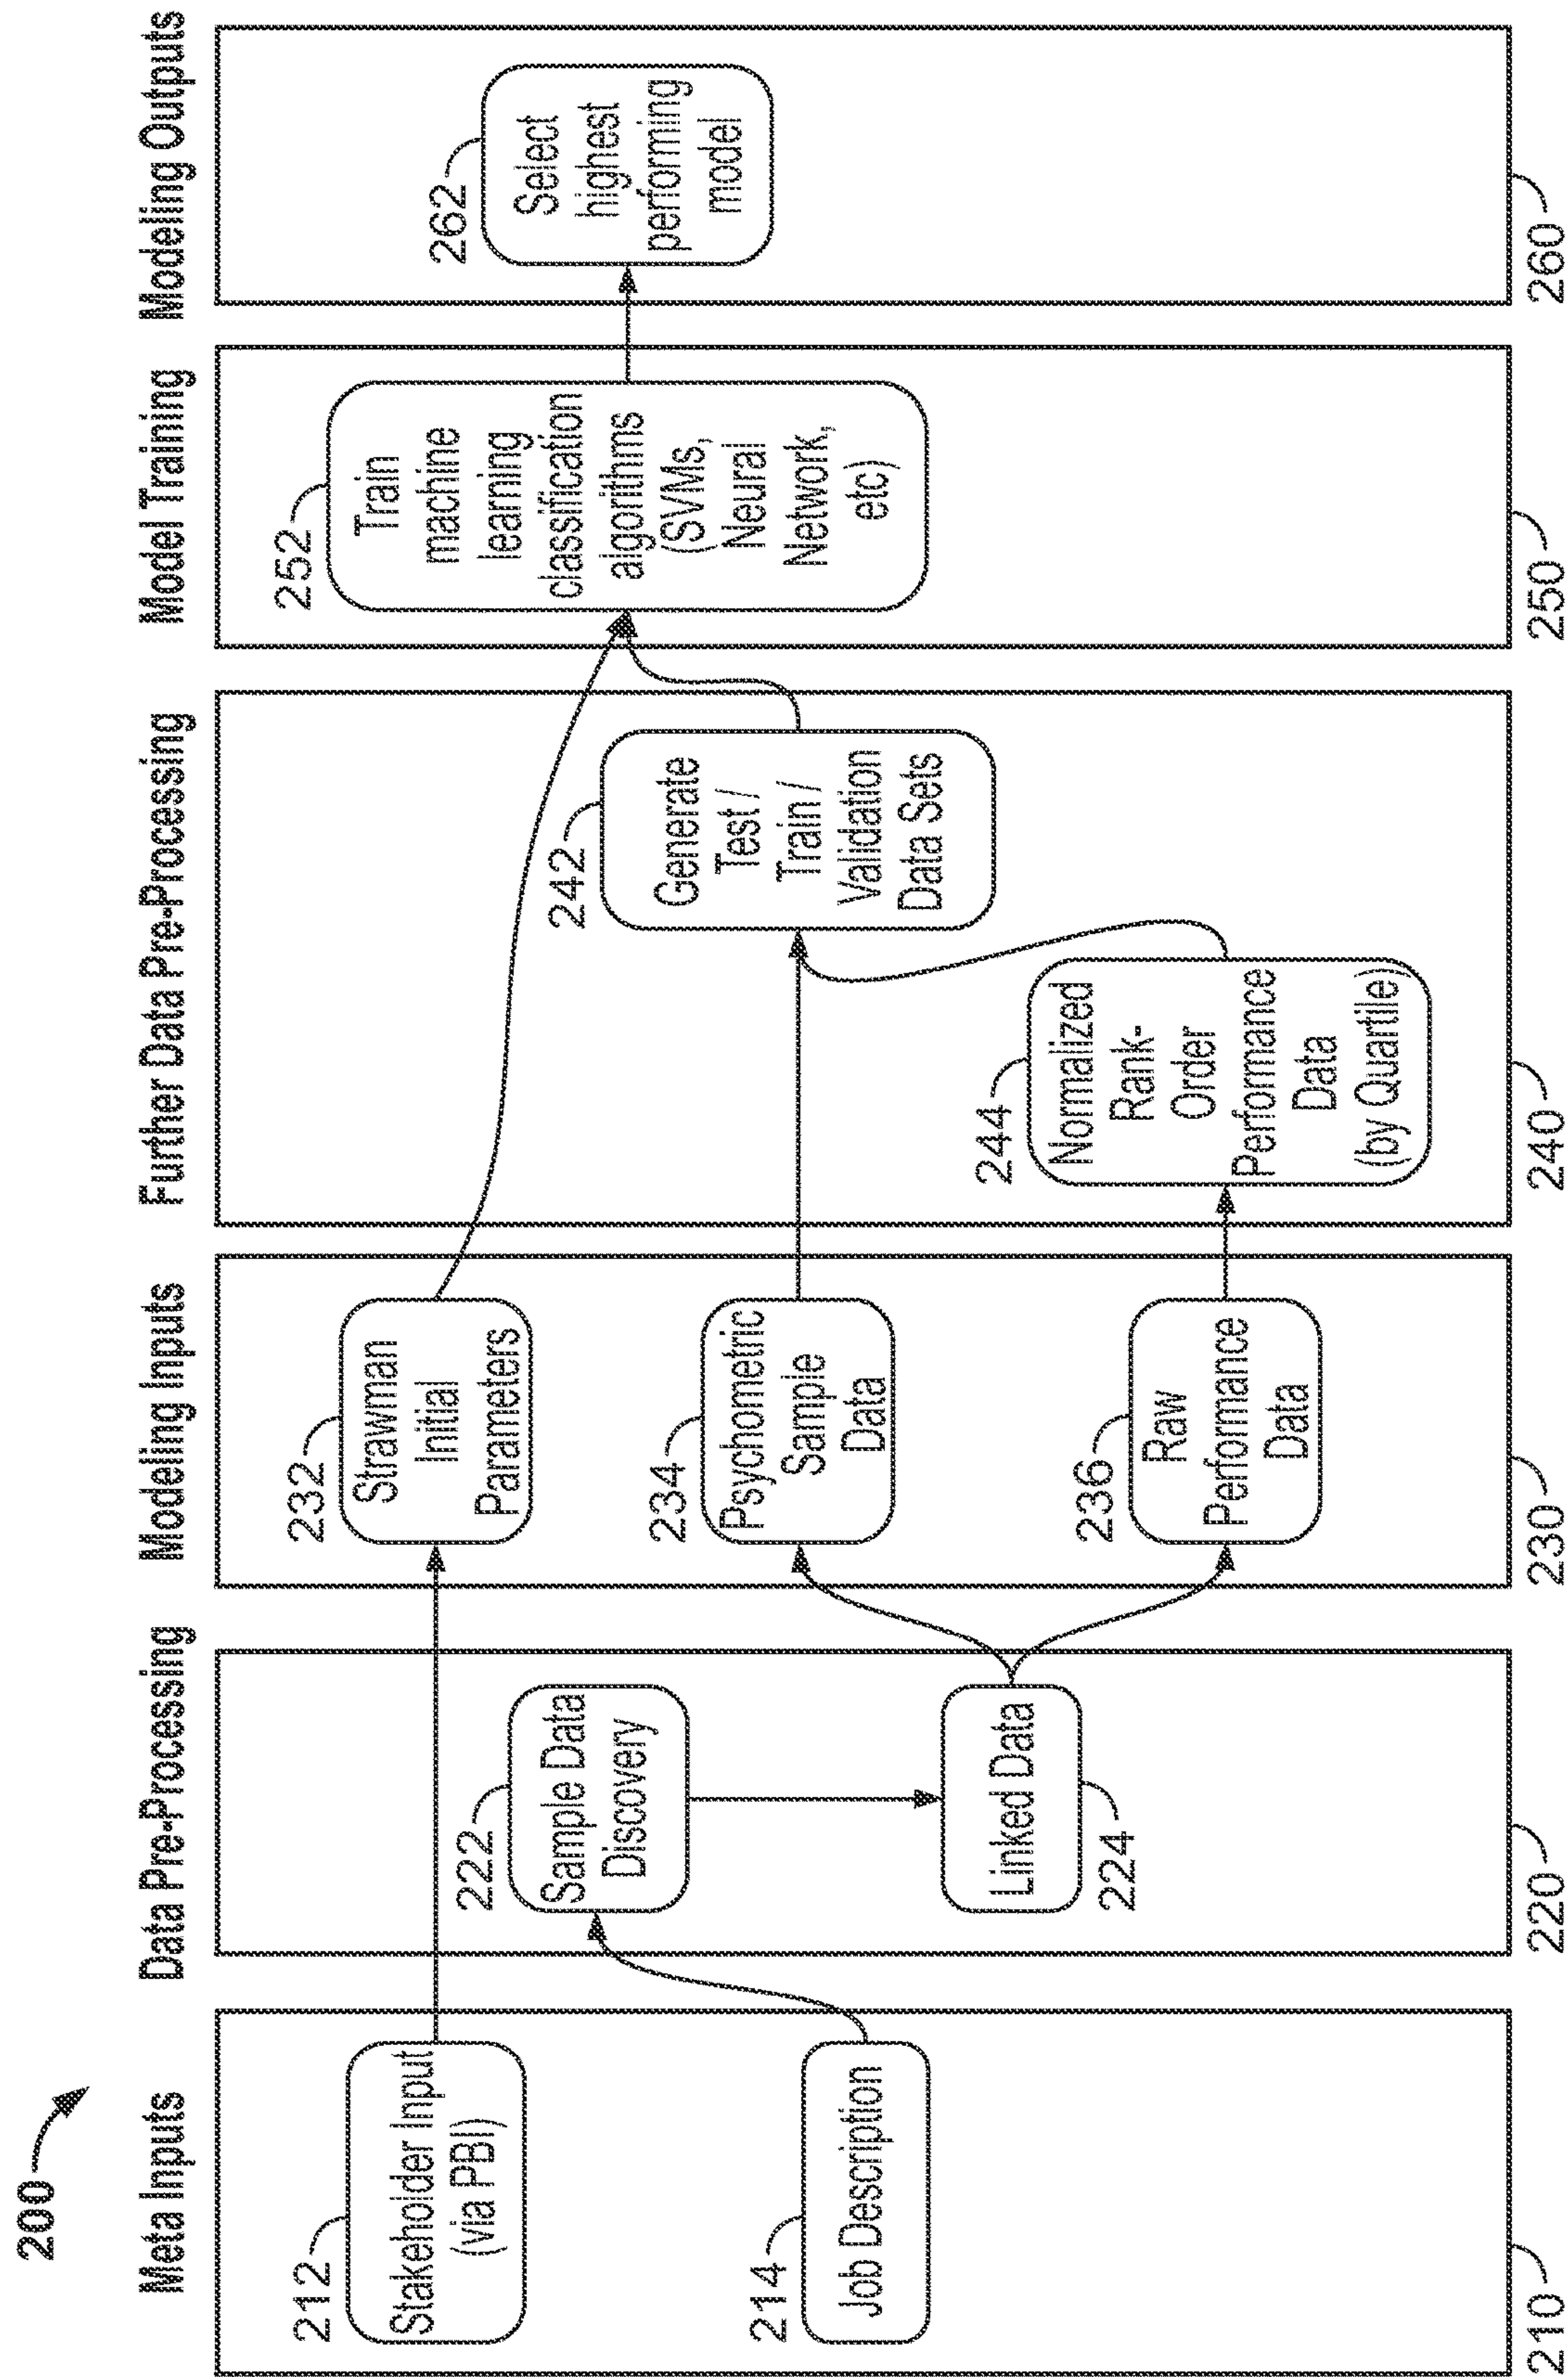 200
Meta Inputs
212
Stakeholder Input
(via PBI)
214
Job Description
210
Data Pre-Processing
222
Sample Data
Discovery
Linked Data
224
220
Modeling Inputs
232
Strawman
Initial
Parameters
234
Psychometric
Sample
Data
236
Raw
Performance
Data
230
Further Data Pre-Processing
242
Generate
Test /
Train /
Validation
Data Sets
244
Normalized
Rank-
Order
Performance
Data
(by Quartile)
240
Model Training
252
Train
machine
learning
classification
algorithms
(SVMs,
Neural
Network,
etc)
250
Modeling Outputs
262
Select
highest
performing
model
260